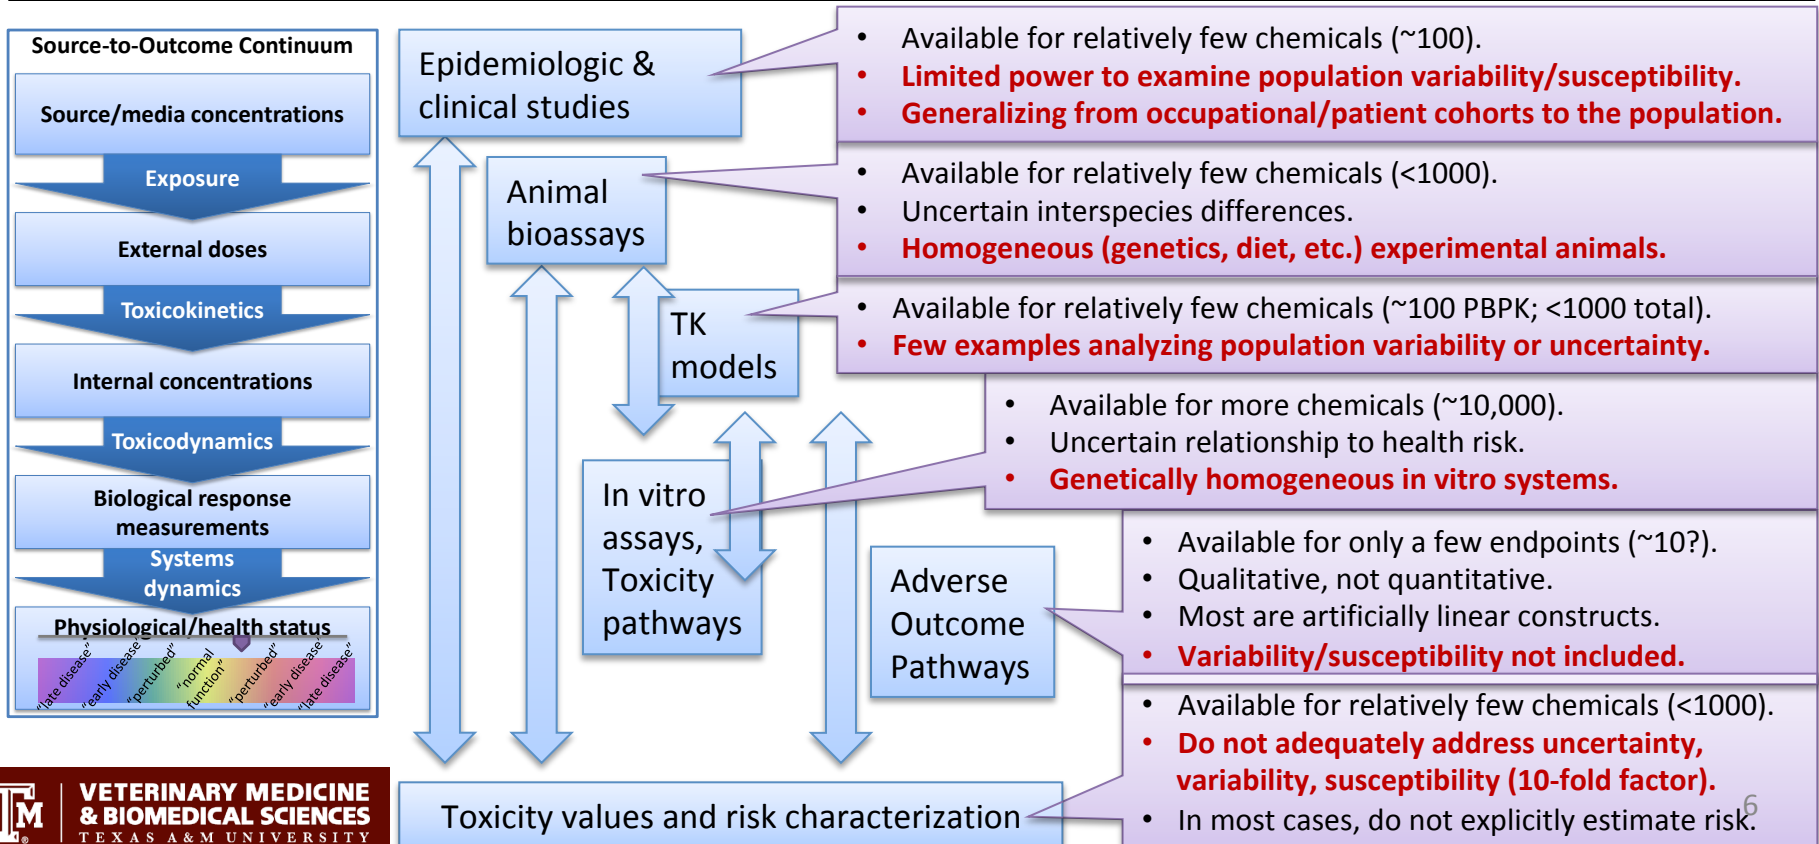 Source-to-Outcome Continuum
Source/media concentrations
Exposure
External doses
Toxicokinetics
Internal concentrations
Toxicodynamics
Biological response
measurements
Systems
dynamics
Physiological/health status
"late disease"
"early disease"
"perturbed"
"normal
function"
"perturbed"
"early disease"
"late disease"
Epidemiologic &
clinical studies
• Available for relatively few chemicals (~100).
• Limited power to examine population variability/susceptibility.
• Generalizing from occupational/patient cohorts to the population.
Animal
bioassays
• Available for relatively few chemicals (<1000).
• Uncertain interspecies differences.
• Homogeneous (genetics, diet, etc.) experimental animals.
TK
models
• Available for relatively few chemicals (~100 PBPK; <1000 total).
• Few examples analyzing population variability or uncertainty.
In vitro
assays,
Toxicity
pathways
• Available for more chemicals (~10,000).
• Uncertain relationship to health risk.
• Genetically homogeneous in vitro systems.
Adverse
Outcome
Pathways
• Available for only a few endpoints (~10?).
• Qualitative, not quantitative.
• Most are artificially linear constructs.
• Variability/susceptibility not included.
Toxicity values and risk characterization
• Available for relatively few chemicals (<1000).
• Do not adequately address uncertainty,
variability, susceptibility (10-fold factor).
• In most cases, do not explicitly estimate risk.
6
TM
VETERINARY MEDICINE
& BIOMEDICAL SCIENCES
TEXAS A&M UNIVERSITY